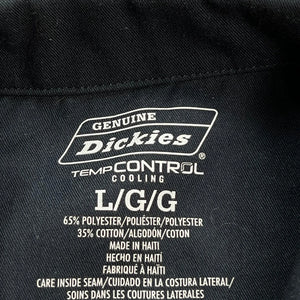 GENUINE
Dickies
®
TEMPCONTROL
COOLING
L/G/G
65% POLYESTER/POLIÉSTER/POLYESTER
35% COTTON/ALGODÓN/COTON
MADE IN HAITI
HECHO EN HAITÍ
FABRIQUÉ À HAÏTI
CARE INSIDE SEAM/CUIDADO EN LA COSTURA LATERAL/
SOINS DANS LES COUTURES LATERALES